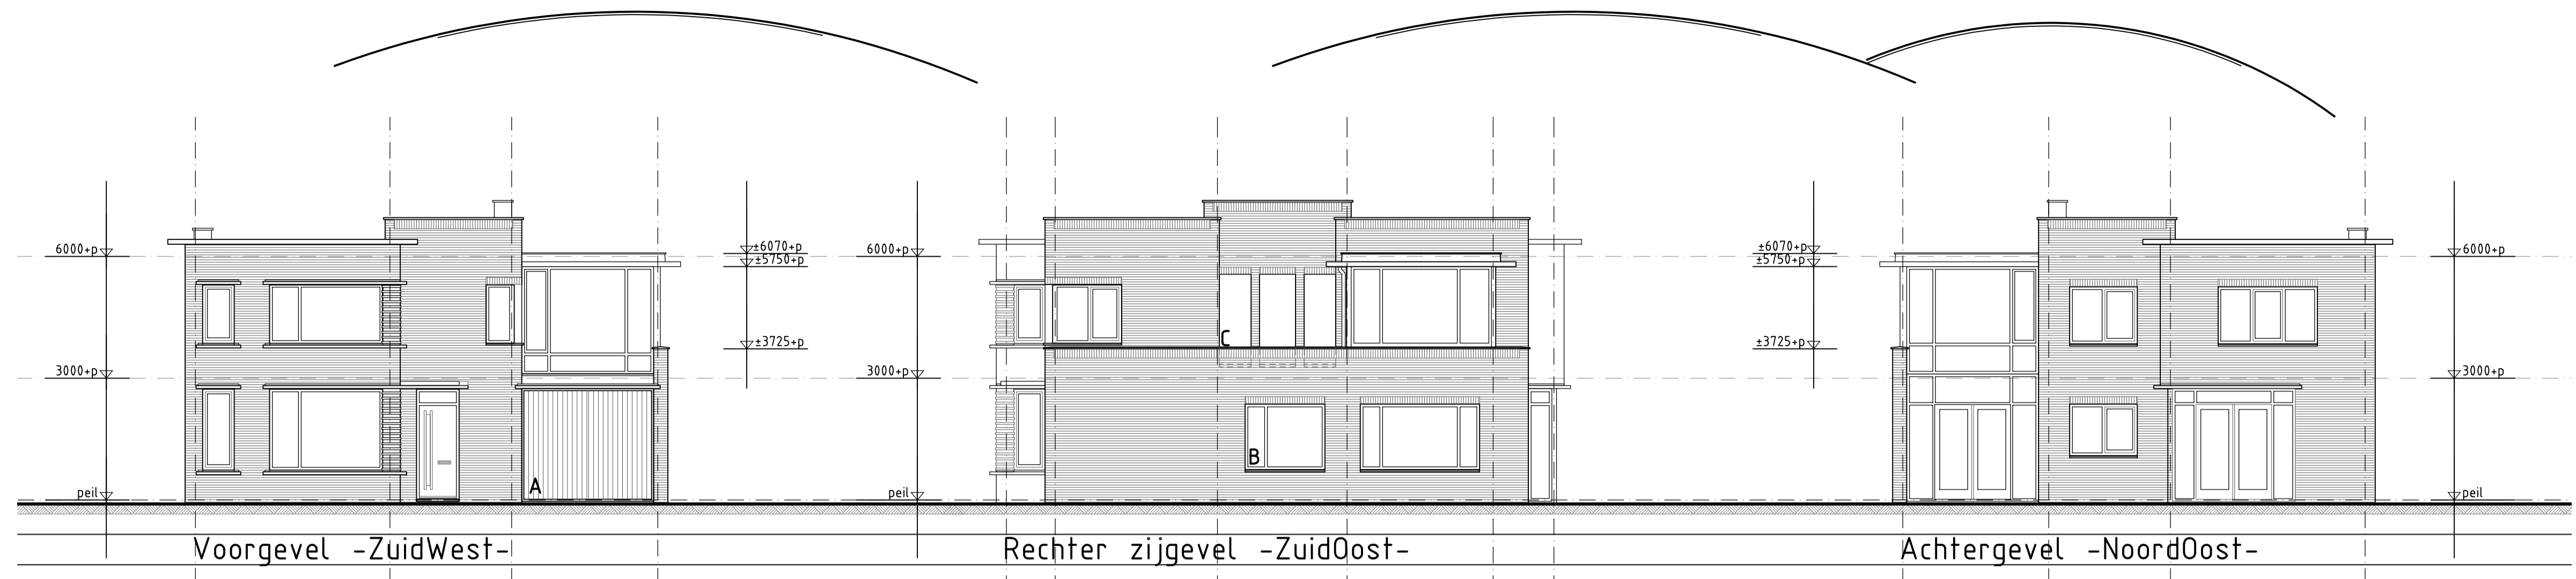 6000+p
3000+p
peil
A
±6070+p
±5750+p
±3725+p
6000+p
3000+p
peil
C
B
±6070+p
±5750+p
±3725+p
6000+p
3000+p
peil
Voorgevel -ZuidWest-
Rechter zijgevel -ZuidOost-
Achtergevel -NoordOost-